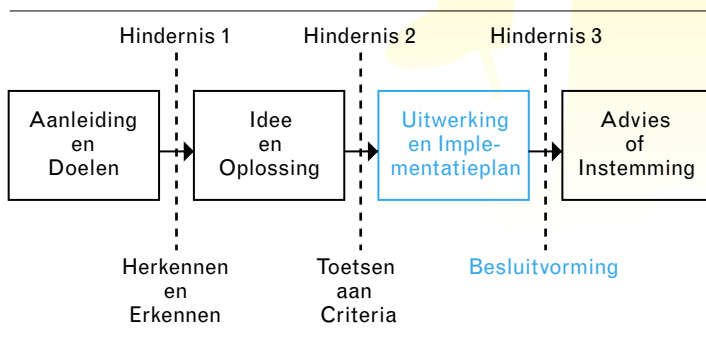 Hindernis 1
Hindernis 2
Hindernis 3
Aanleiding
en
Doelen
Idee
en
Oplossing
Uitwerking
en Imple-
mentatieplan
Advies
of
Instemming
Herkennen
en
Erkennen
Toetsen
aan
Criteria
Besluitvorming